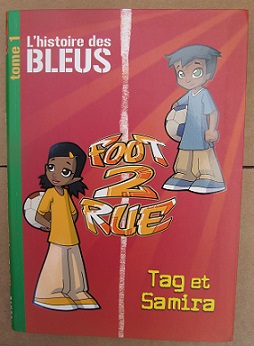 tome 1
L'histoire des
BLEUS
FOOT
2
RUE
Tag et
Samira